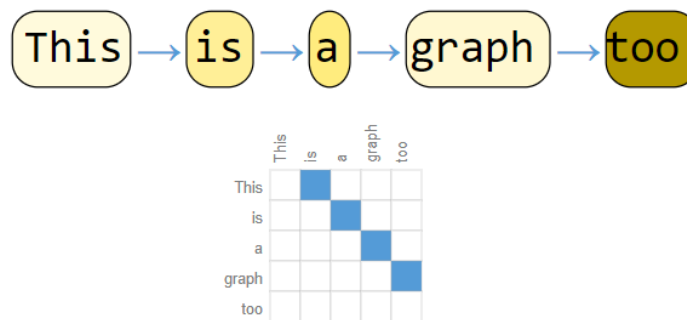 This is a graph too
This is a graph too
This
is
a
graph
too